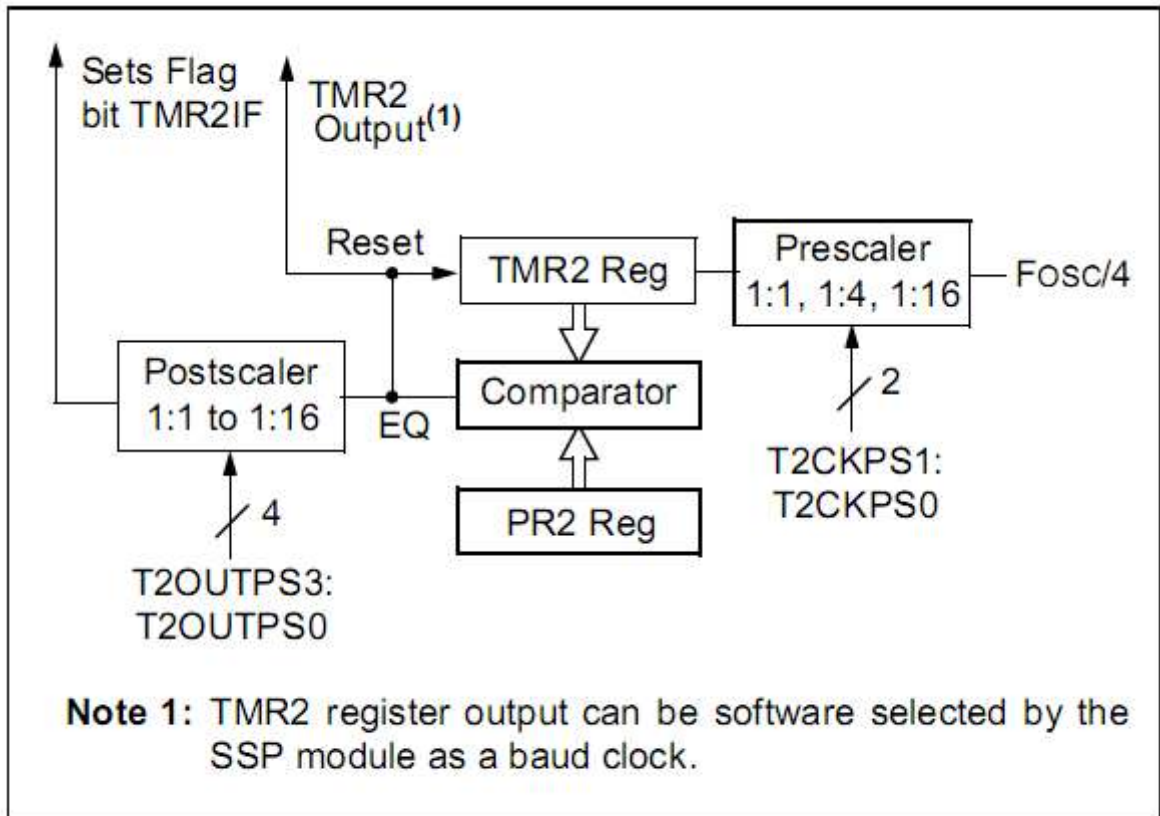 Sets Flag
bit TMR2IF
TMR2
Output(1)
Reset
TMR2 Reg
Prescaler
1:1, 1:4, 1:16
Fosc/4
Postscaler
1:1 to 1:16
EQ
Comparator
2
T2CKPS1:
T2CKPS0
PR2 Reg
4
T2OUTPS3:
T2OUTPS0
Note 1: TMR2 register output can be software selected by the
SSP module as a baud clock.